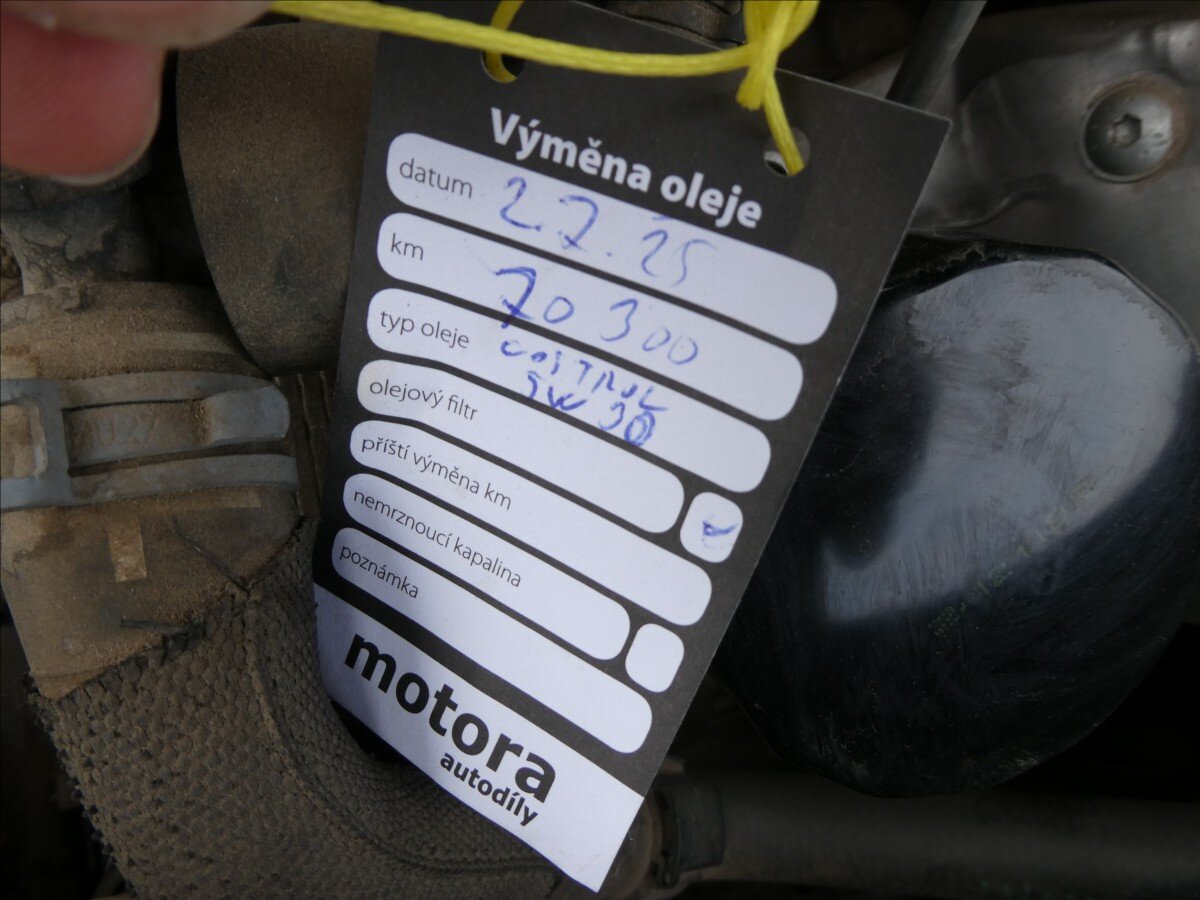 Výměna oleje
datum 2.7.25
km 70 300
typ oleje CASTROL
5W 30
olejový filtr
příští výměna km
nemrznoucí kapalina
poznámka
motora
autodíly